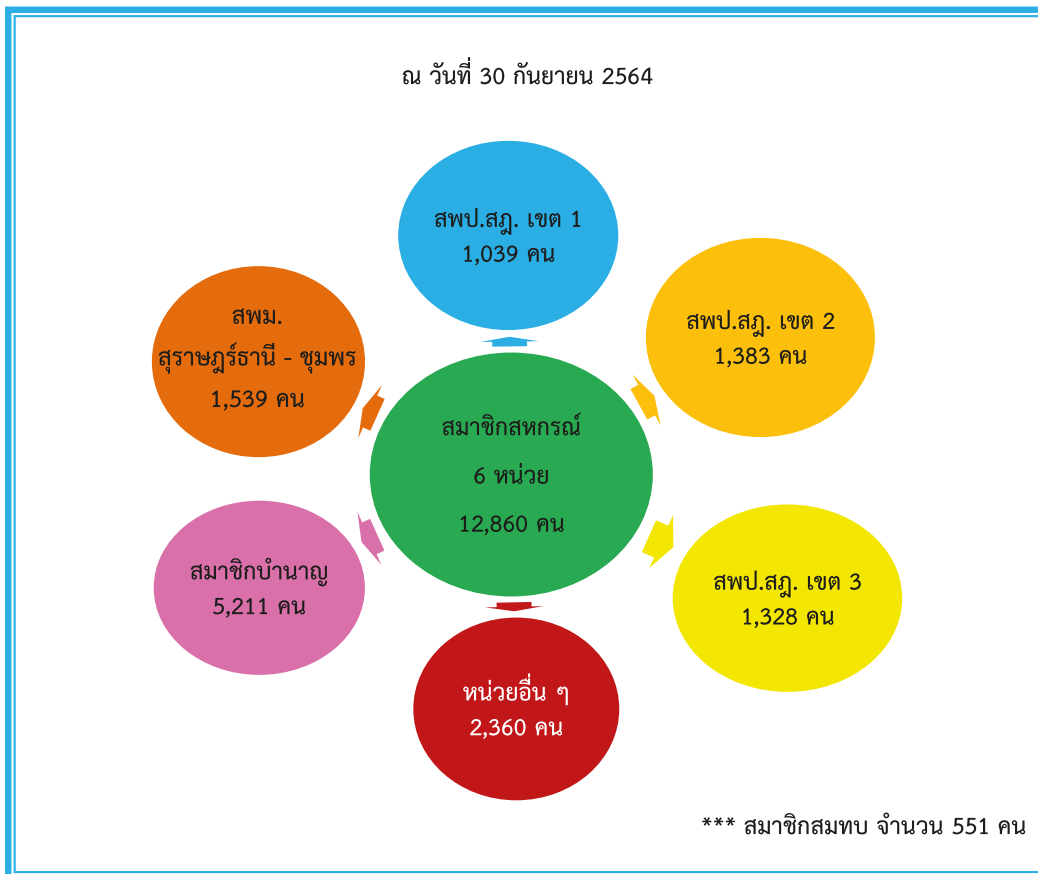 ณ วันที่ 30 กันยายน 2564
สพป.สฎ. เขต 1
1,039 คน
สพป.สฎ. เขต 2
1,383 คน
สพม.
สุราษฎร์ธานี - ชุมพร
1,539 คน
สมาชิกสหกรณ์
6 หน่วย
12,860 คน
สมาชิกบำนาญ
5,211 คน
สพป.สฎ. เขต 3
1,328 คน
หน่วยอื่น ๆ
2,360 คน
*** สมาชิกสมทบ จำนวน 551 คน